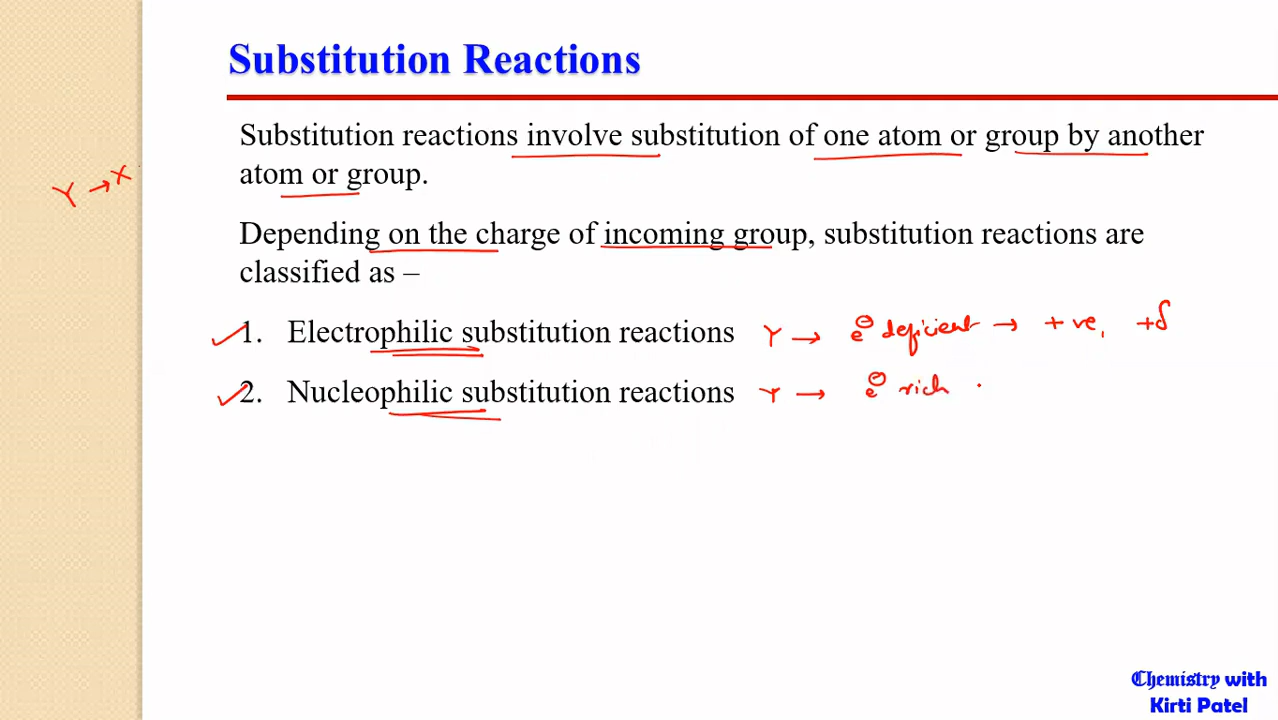 Substitution Reactions
Substitution reactions involve substitution of one atom or group by another
atom or group.
Y → X
Depending on the charge of incoming group, substitution reactions are
classified as –
1. Electrophilic substitution reactions Y → e⊖ deficient → +ve, +δ
2. Nucleophilic substitution reactions Y → e⊖ rich
Chemistry with
Kirti Patel